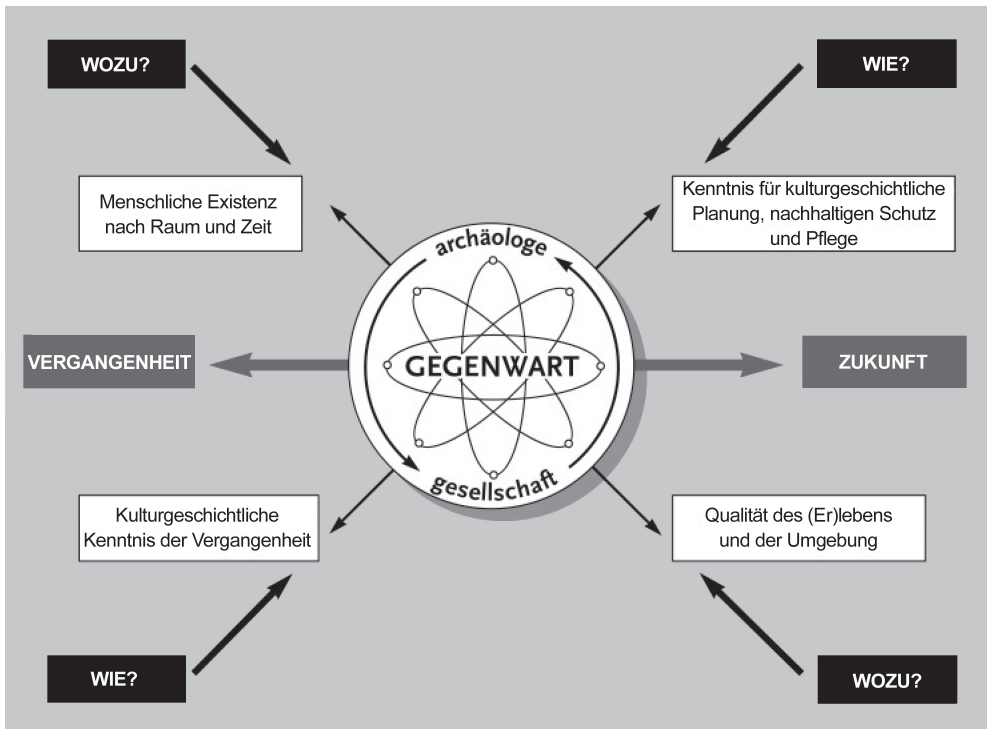 WOZU?
WIE?
Menschliche Existenz
nach Raum und Zeit
Kenntnis für kulturgeschichtliche
Planung, nachhaltigen Schutz
und Pflege
archäologe
VERGANGENHEIT
GEGENWART
ZUKUNFT
gesellschaft
Kulturgeschichtliche
Kenntnis der Vergangenheit
Qualität des (Er)lebens
und der Umgebung
WIE?
WOZU?